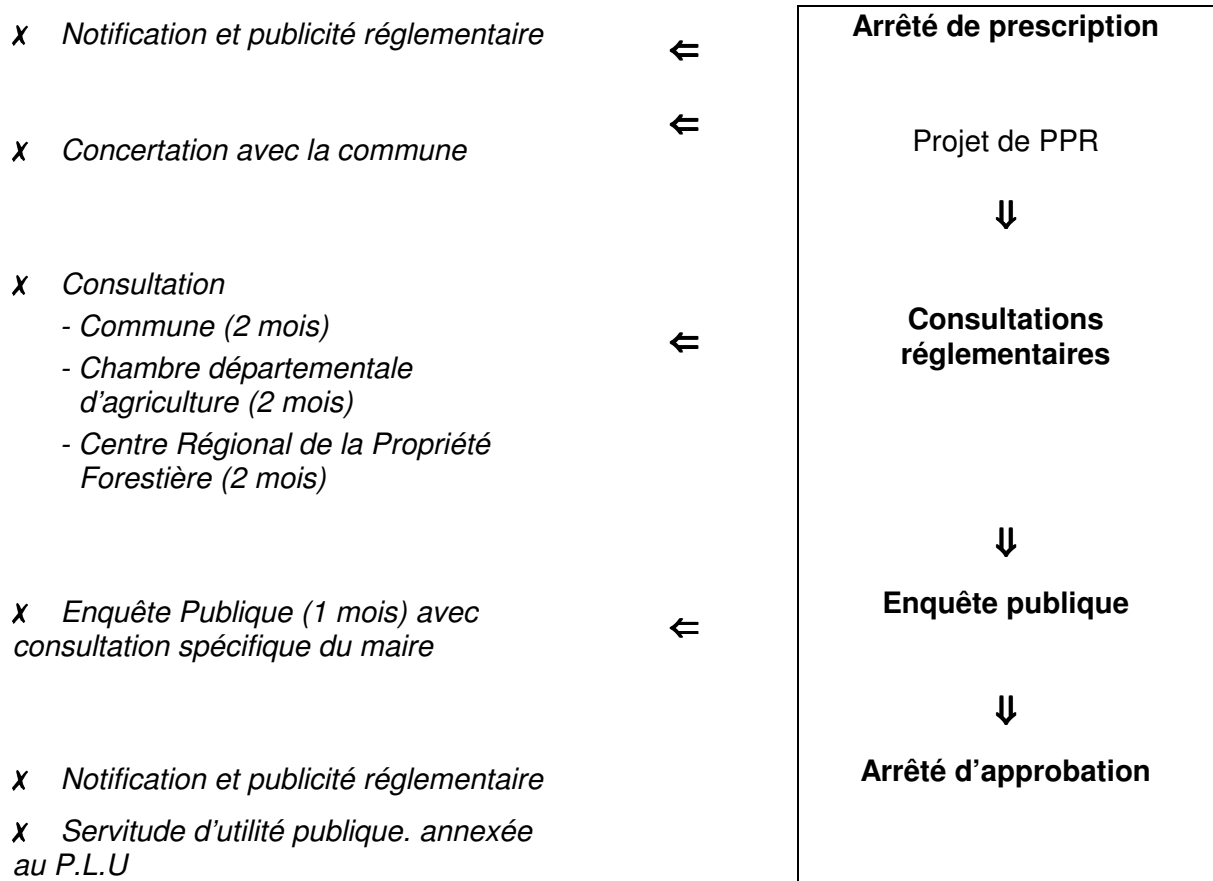 ✗ Notification et publicité réglementaire
⇐
Arrêté de prescription
⇐
✗ Concertation avec la commune
Projet de PPR
⇓
✗ Consultation
- Commune (2 mois)
- Chambre départementale
d'agriculture (2 mois)
- Centre Régional de la Propriété
Forestière (2 mois)
⇐
Consultations
réglementaires
⇓
✗ Enquête Publique (1 mois) avec
consultation spécifique du maire
⇐
Enquête publique
⇓
✗ Notification et publicité réglementaire
Arrêté d'approbation
✗ Servitude d'utilité publique. annexée
au P.L.U